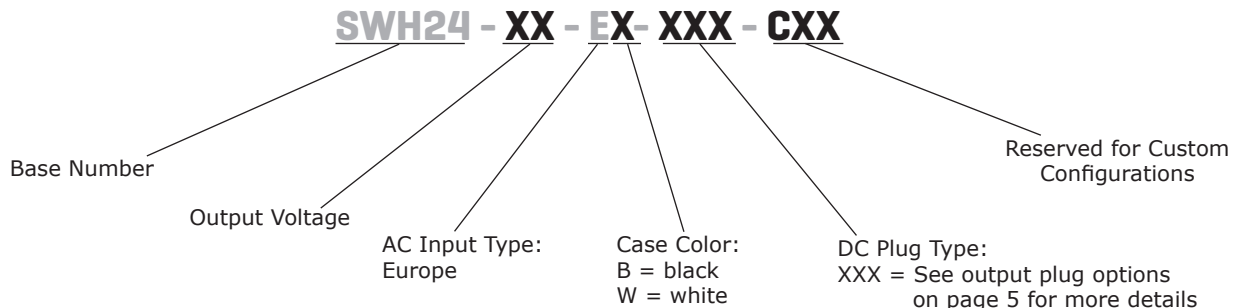 SWH24 - XX - EX- XXX - CXX
Base Number
Output Voltage
AC Input Type:
Europe
Case Color:
B = black
W = white
DC Plug Type:
XXX = See output plug options
on page 5 for more details
Reserved for Custom
Configurations